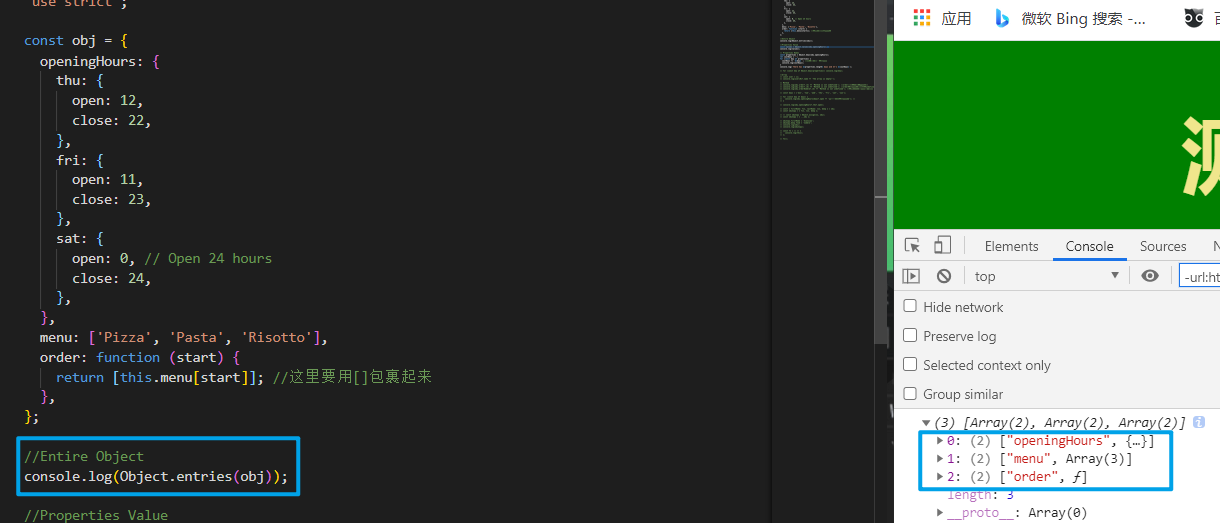 'use strict';
const obj = {
openingHours: {
thu: {
open: 12,
close: 22,
},
fri: {
open: 11,
close: 23,
},
sat: {
open: 0, // Open 24 hours
close: 24,
},
},
menu: ['Pizza', 'Pasta', 'Risotto'],
order: function (start) {
return [this.menu[start]]; //这里要用[]包裹起来
},
};
//Entire Object
console.log(Object.entries(obj));
//Properties Value
应用
微软 Bing 搜索 -...
Elements Console Sources
top
-url:ht
Hide network
Preserve log
Selected context only
Group similar
(3) [Array(2), Array(2), Array(2)]
0: (2) ["openingHours", {…}]
1: (2) ["menu", Array(3)]
2: (2) ["order", ƒ]
length: 3
__proto__: Array(0)